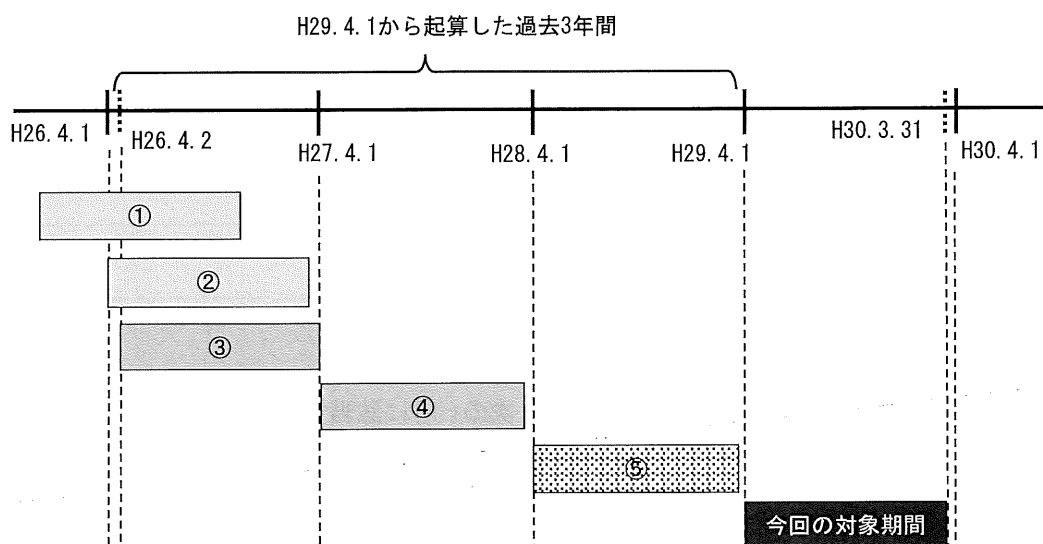 H29.4.1から起算した過去3年間
H26.4.1
H26.4.2
H27.4.1
H28.4.1
H29.4.1
H30.3.31
H30.4.1
①
②
③
④
⑤
今回の対象期間